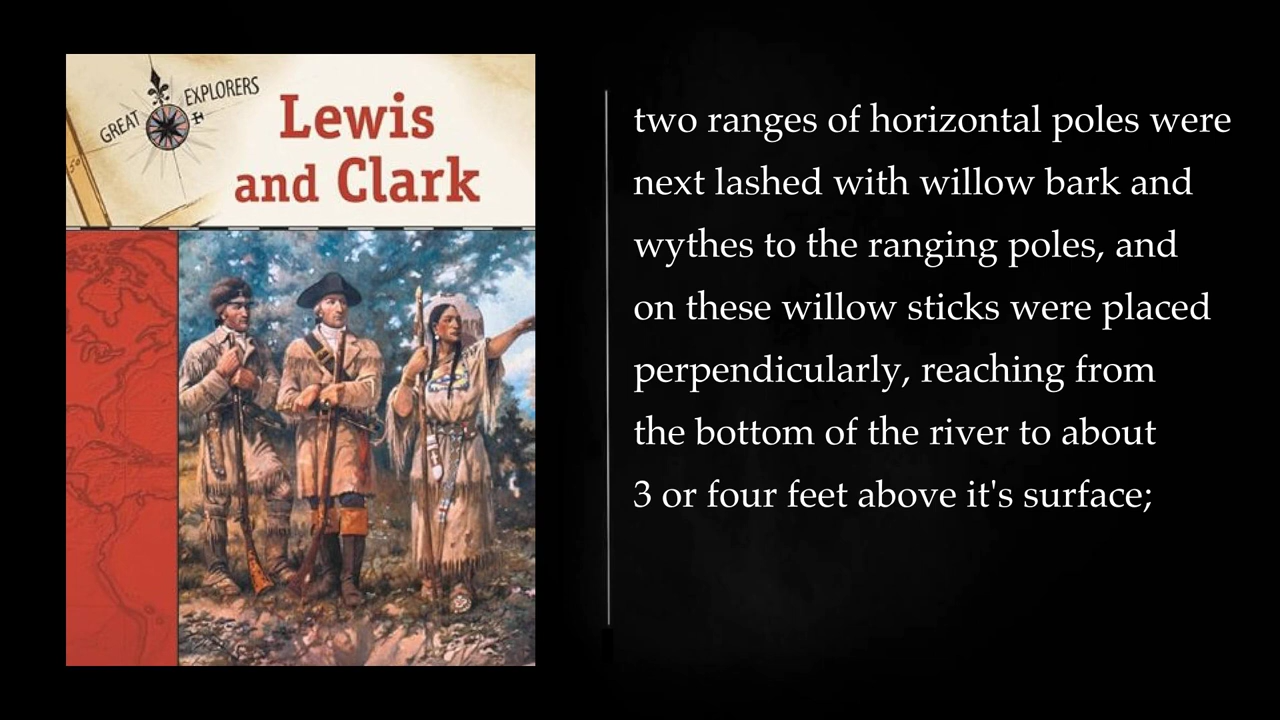 GREAT EXPLORERS
Lewis
and Clark
50
two ranges of horizontal poles were
next lashed with willow bark and
wythes to the ranging poles, and
on these willow sticks were placed
perpendicularly, reaching from
the bottom of the river to about
3 or four feet above it's surface;